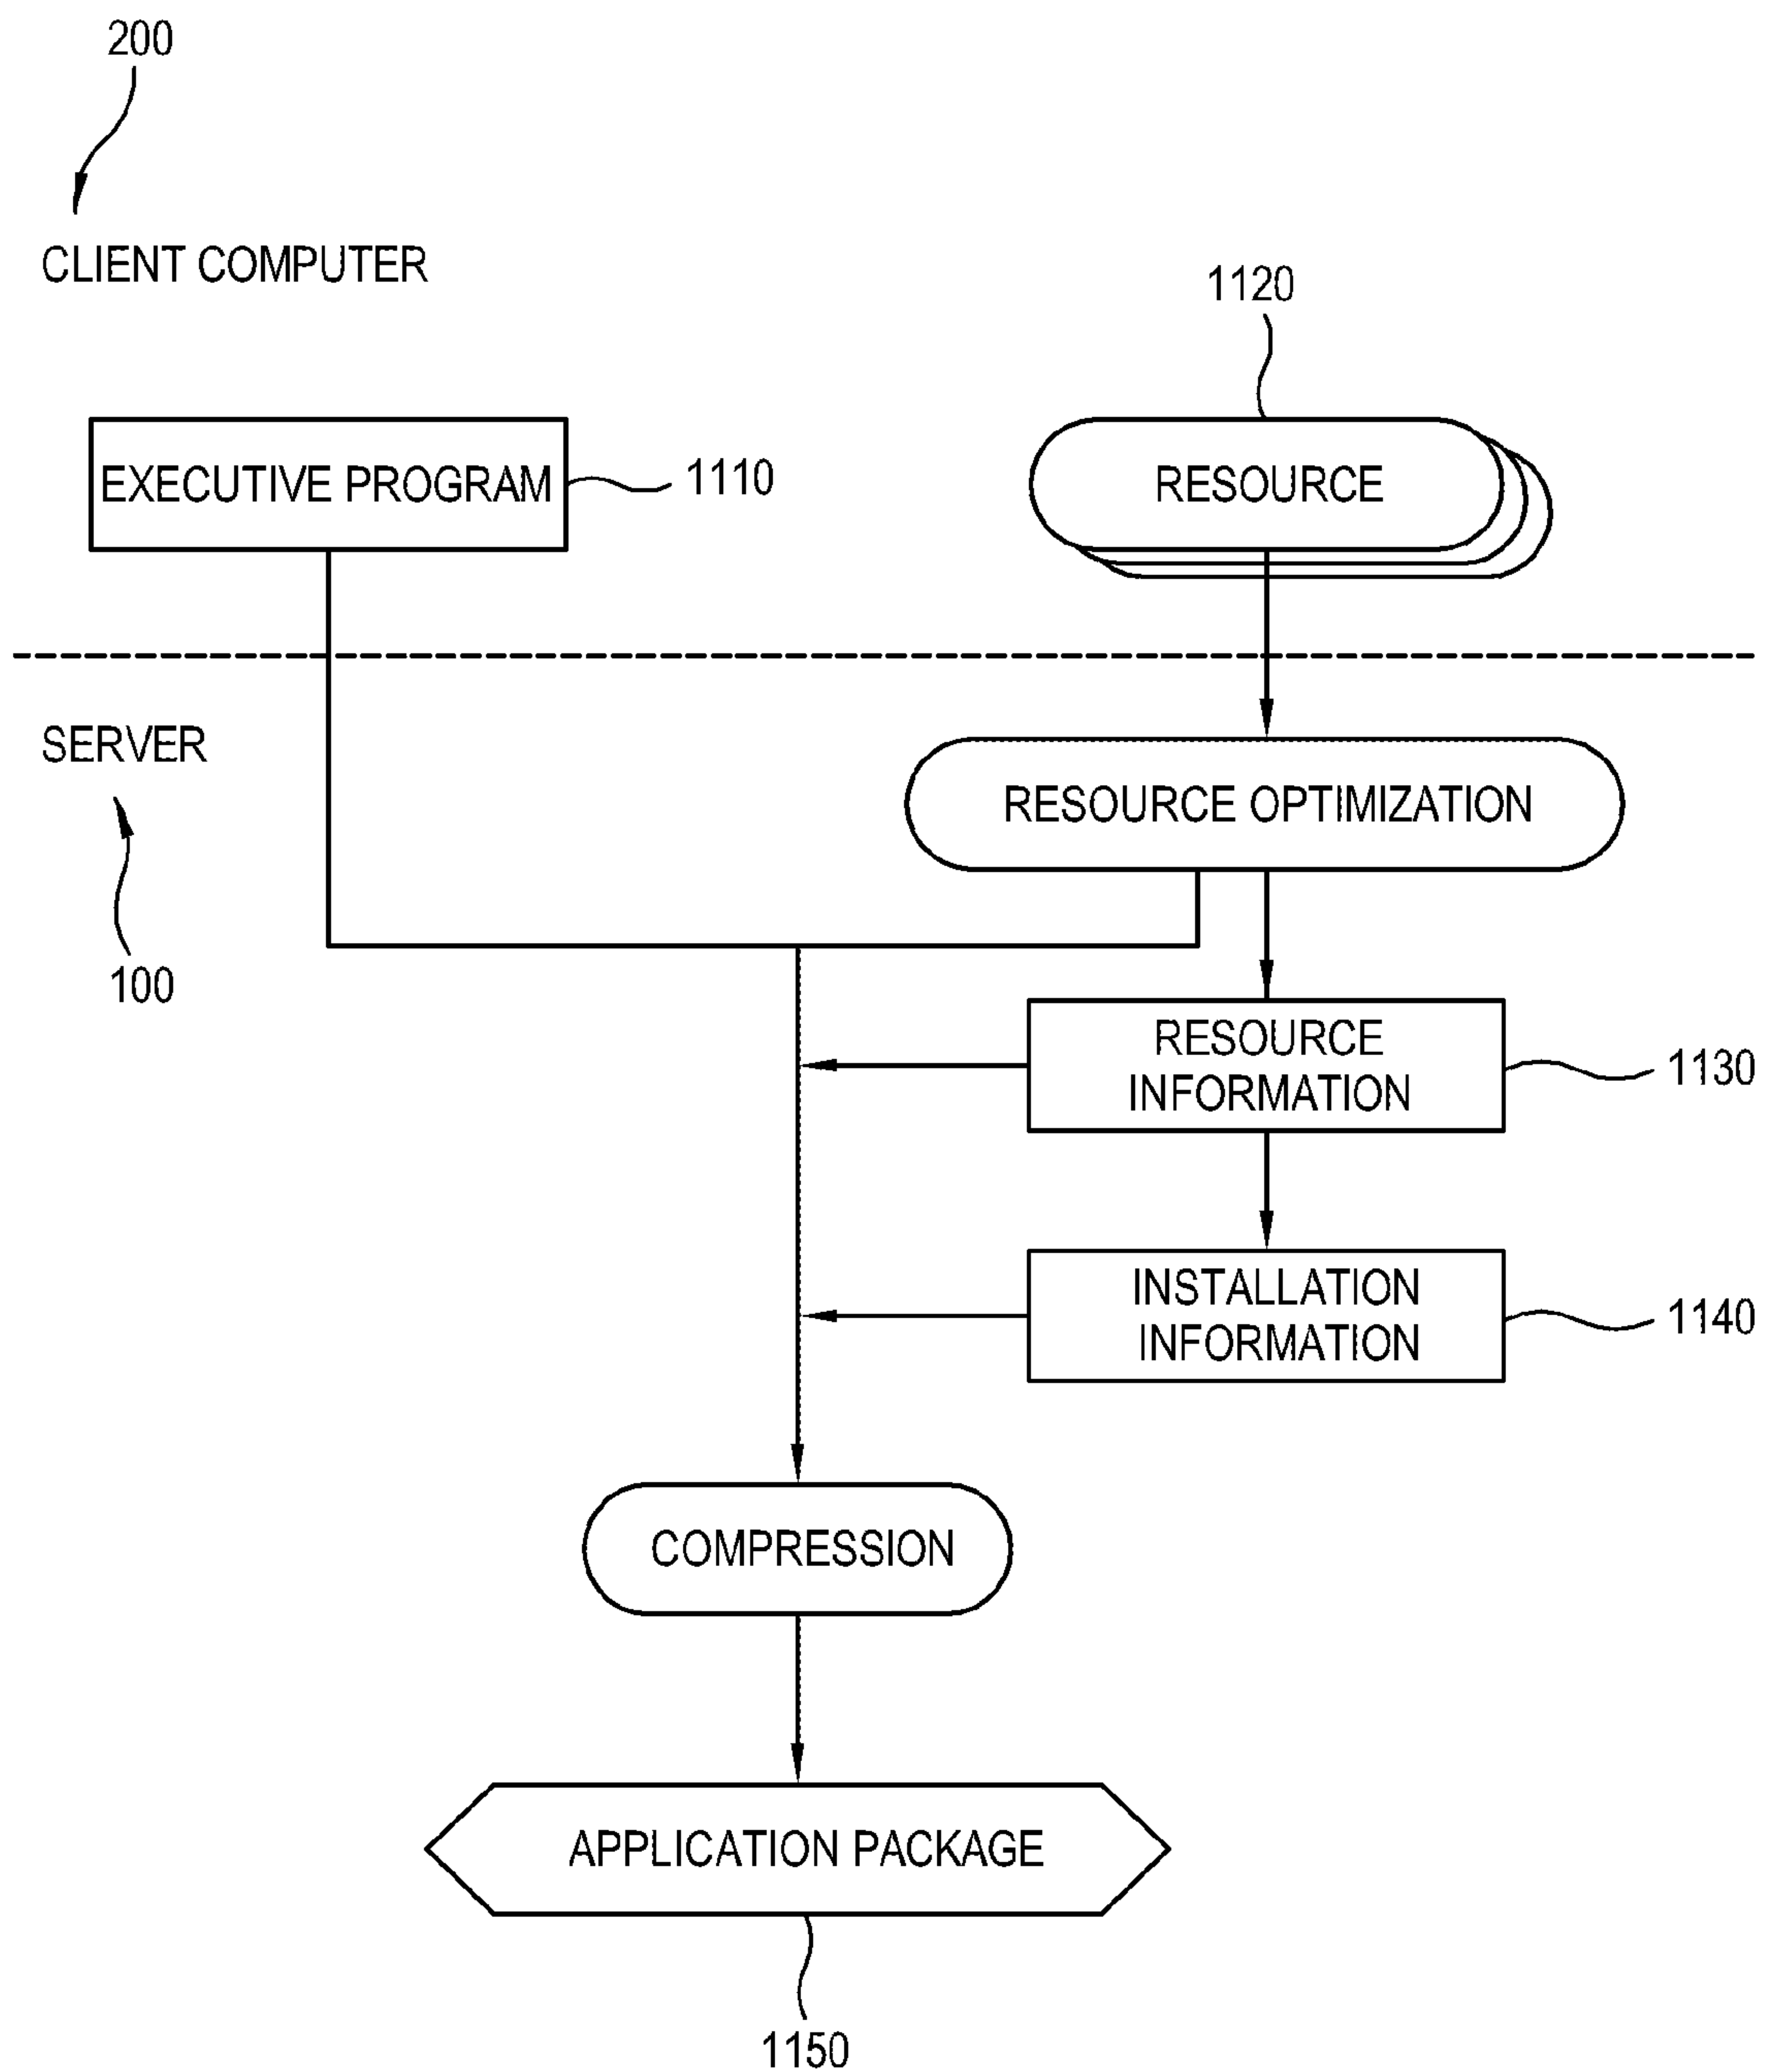 200
CLIENT COMPUTER
1120
EXECUTIVE PROGRAM
1110
RESOURCE
SERVER
RESOURCE OPTIMIZATION
100
RESOURCE
INFORMATION
1130
INSTALLATION
INFORMATION
1140
COMPRESSION
APPLICATION PACKAGE
1150